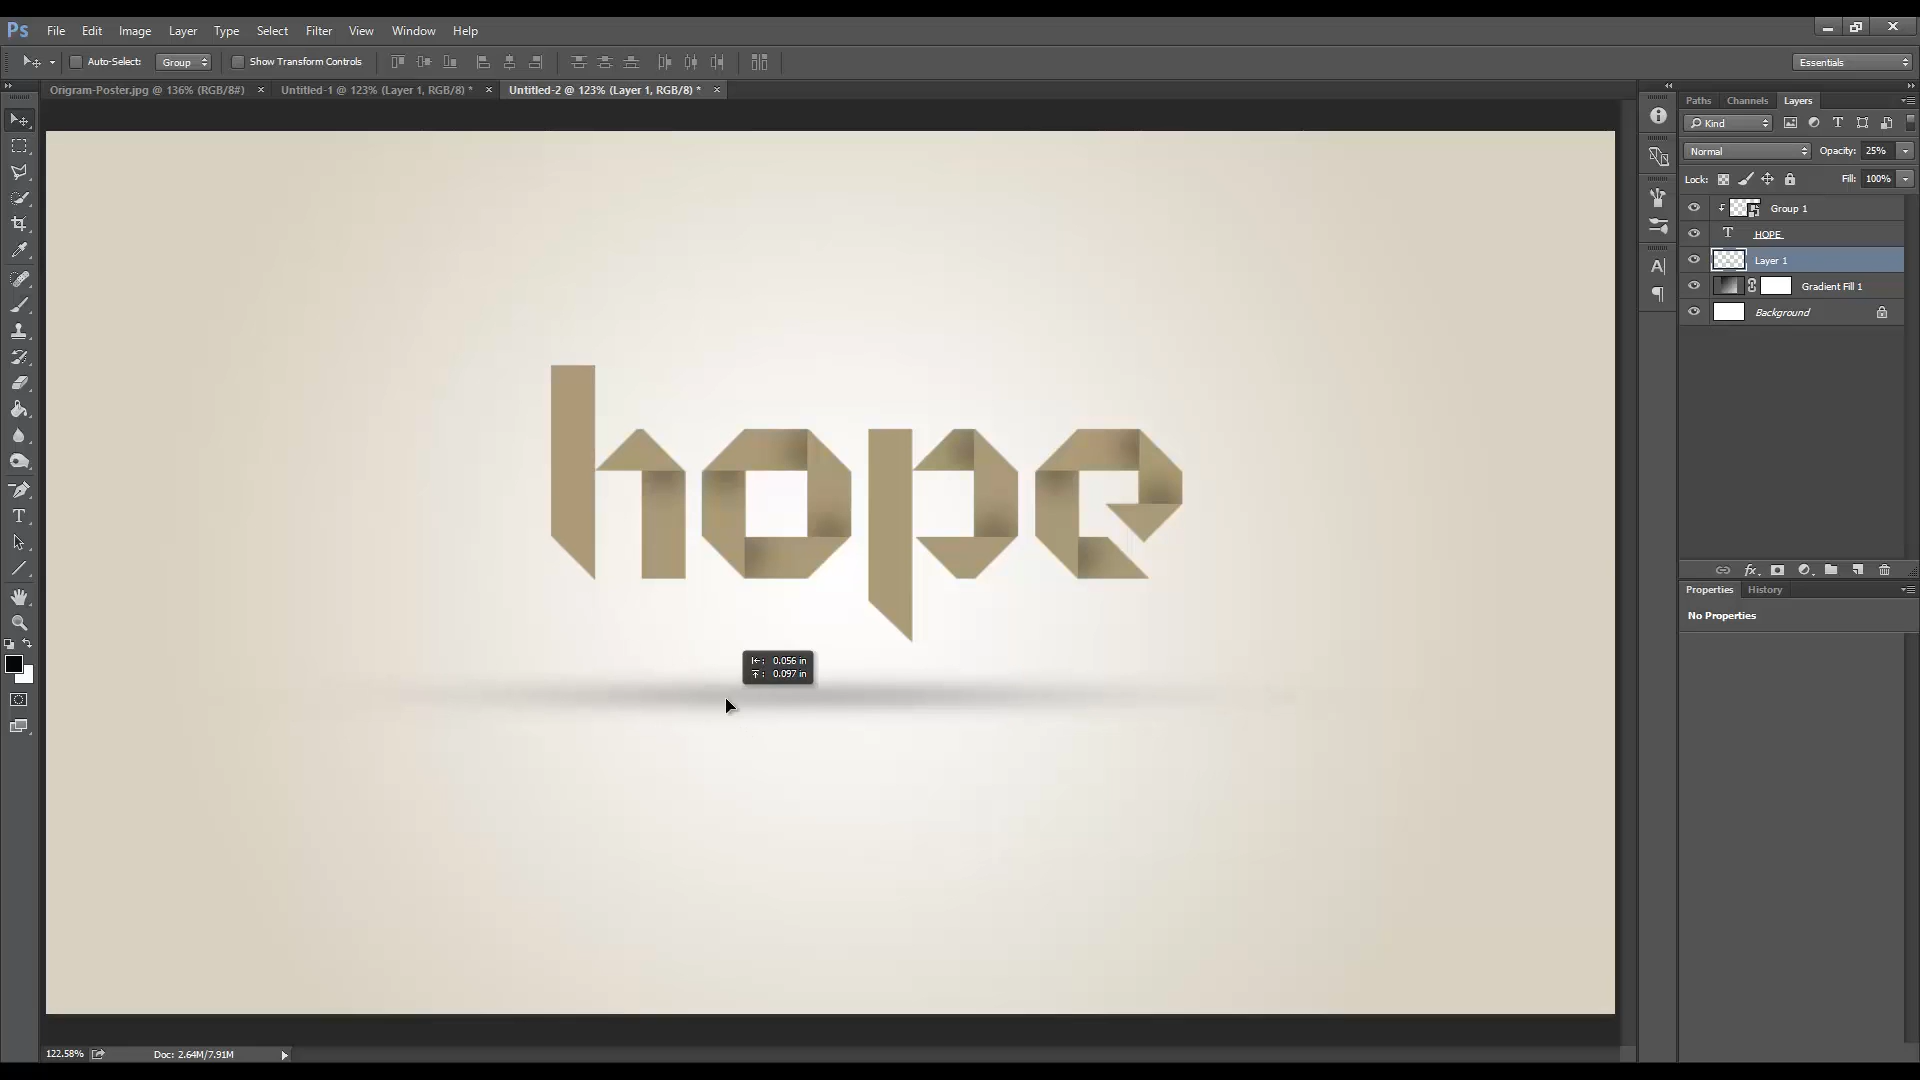 Ps File Edit Image Layer Type Select Filter View Window Help
Auto-Select: Group Show Transform Controls Essentials
Origram-Poster.jpg @ 136% (RGB/8#) × Untitled-1 @ 123% (Layer 1, RGB/8) * × Untitled-2 @ 123% (Layer 1, RGB/8) * ×
Paths Channels Layers
Kind
Normal Opacity: 25%
Lock: Fill: 100%
Group 1
HOPE
Layer 1
Gradient Fill 1
Background
hope
Properties History
No Properties
0.056 in
0.097 in
122.58% Doc: 2.64M/7.91M